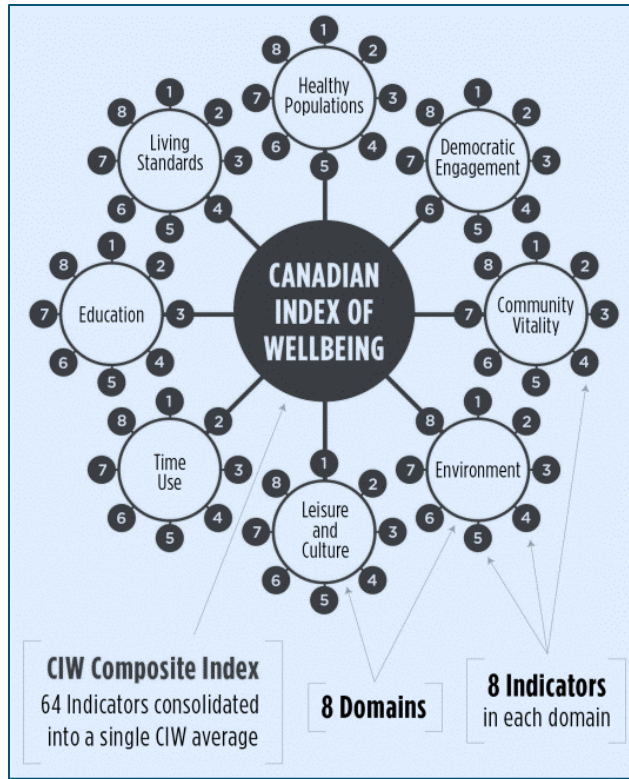 1
2
3
4
5
6
7
8
Healthy
Populations
1
2
3
4
5
6
7
8
Living
Standards
1
2
3
4
5
6
7
8
Democratic
Engagement
1
2
3
4
5
6
7
8
Education
CANADIAN
INDEX OF
WELLBEING
1
2
3
4
5
6
7
8
Community
Vitality
1
2
3
4
5
6
7
8
Time
Use
1
2
3
4
5
6
7
8
Leisure
and
Culture
1
2
3
4
5
6
7
8
Environment
CIW Composite Index
64 Indicators consolidated
into a single CIW average
8 Domains
8 Indicators
in each domain